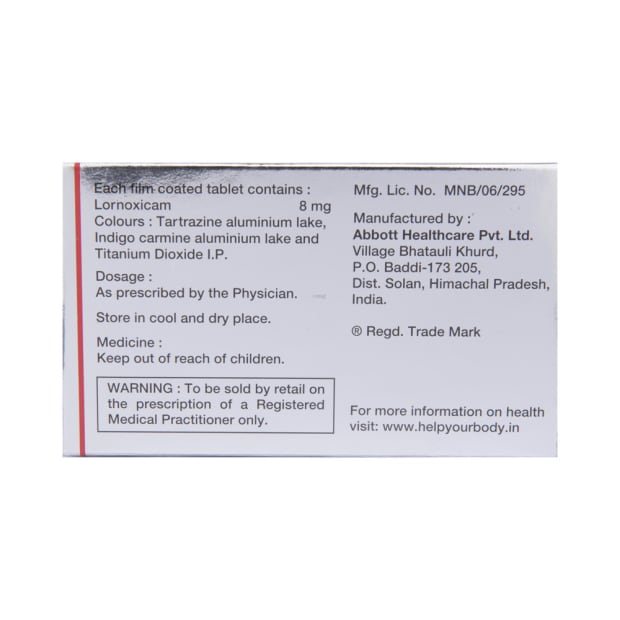 Each film coated tablet contains :
Lornoxicam 8 mg
Colours : Tartrazine aluminium lake,
Indigo carmine aluminium lake and
Titanium Dioxide I.P.
Dosage :
As prescribed by the Physician.
Store in cool and dry place.
Medicine :
Keep out of reach of children.
WARNING : To be sold by retail on
the prescription of a Registered
Medical Practitioner only.
Mfg. Lic. No. MNB/06/295
Manufactured by :
Abbott Healthcare Pvt. Ltd.
Village Bhatauli Khurd,
P.O. Baddi-173 205,
Dist. Solan, Himachal Pradesh,
India.
® Regd. Trade Mark
For more information on health
visit: www.helpyourbody.in